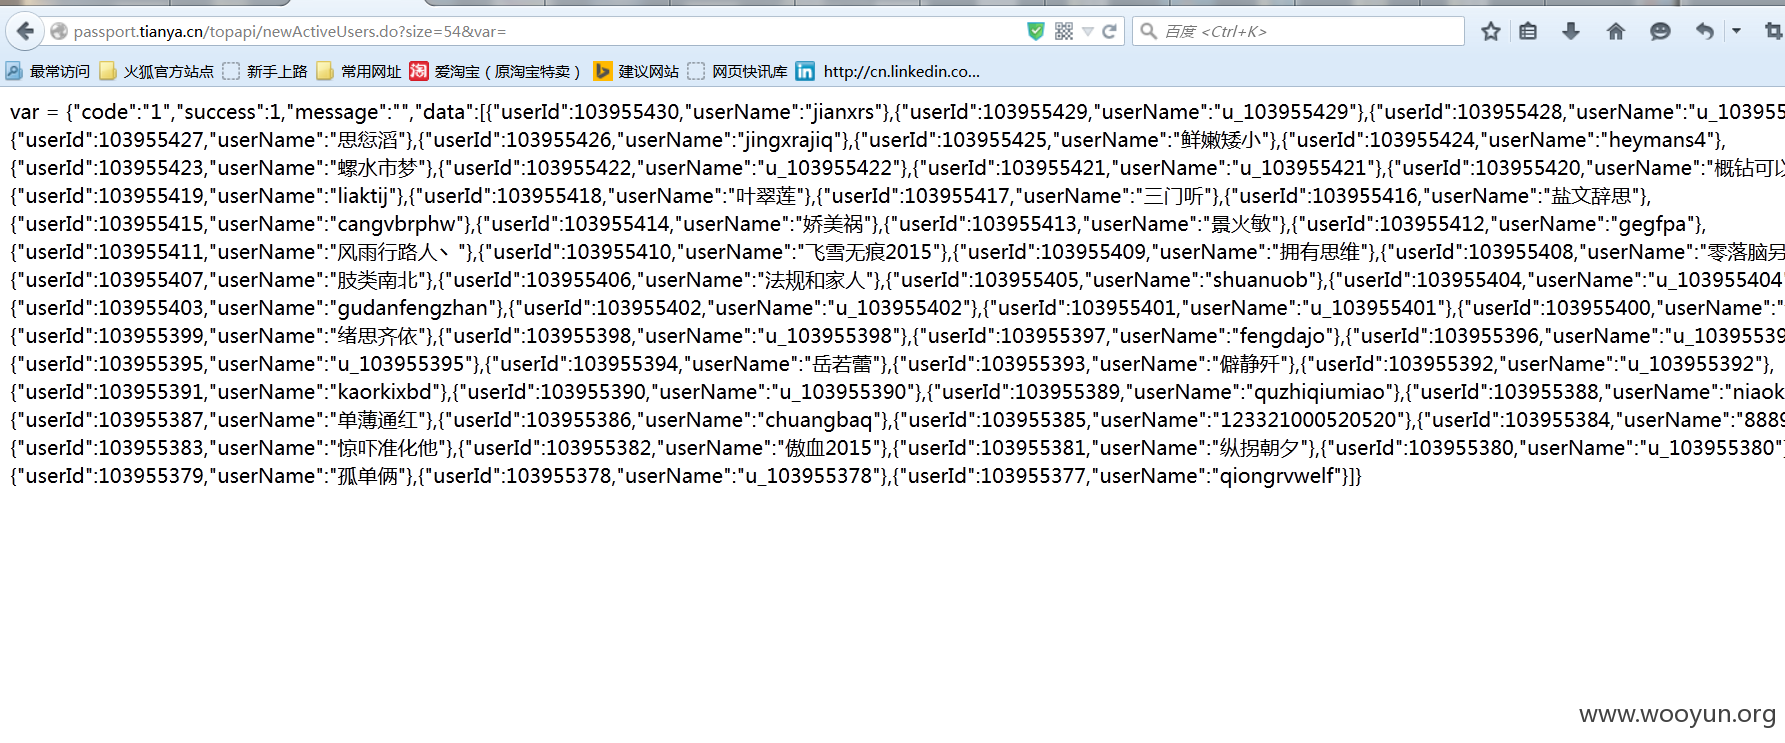 passport.tianya.cn/topapi/newActiveUsers.do?size=54&var=
百度 <Ctrl+K>
最常访问 火狐官方站点 新手上路 常用网址 爱淘宝（原淘宝特卖） 建议网站 网页快讯库 http://cn.linkedin.co...
var = {"code":"1","success":1,"message":"","data":[{"userId":103955430,"userName":"jianxrs"},{"userId":103955429,"userName":"u_103955429"},{"userId":103955428,"userName":"u_10395
{"userId":103955427,"userName":"思愆滔"},{"userId":103955426,"userName":"jingxrajiq"},{"userId":103955425,"userName":"鲜嫩矮小"},{"userId":103955424,"userName":"heymans4"},
{"userId":103955423,"userName":"螺水市梦"},{"userId":103955422,"userName":"u_103955422"},{"userId":103955421,"userName":"u_103955421"},{"userId":103955420,"userName":"概钻可以
{"userId":103955419,"userName":"liaktij"},{"userId":103955418,"userName":"叶翠莲"},{"userId":103955417,"userName":"三门听"},{"userId":103955416,"userName":"盐文辞思"},
{"userId":103955415,"userName":"cangvbrphw"},{"userId":103955414,"userName":"娇美祸"},{"userId":103955413,"userName":"景火敏"},{"userId":103955412,"userName":"gegfpa"},
{"userId":103955411,"userName":"风雨行路人丶"},{"userId":103955410,"userName":"飞雪无痕2015"},{"userId":103955409,"userName":"拥有思维"},{"userId":103955408,"userName":"零落脑另
{"userId":103955407,"userName":"肢类南北"},{"userId":103955406,"userName":"法规和家人"},{"userId":103955405,"userName":"shuanuob"},{"userId":103955404,"userName":"u_103955404"
{"userId":103955403,"userName":"gudanfengzhan"},{"userId":103955402,"userName":"u_103955402"},{"userId":103955401,"userName":"u_103955401"},{"userId":103955400,"userName":"
{"userId":103955399,"userName":"绪思齐依"},{"userId":103955398,"userName":"u_103955398"},{"userId":103955397,"userName":"fengdajo"},{"userId":103955396,"userName":"u_10395539
{"userId":103955395,"userName":"u_103955395"},{"userId":103955394,"userName":"岳若蕾"},{"userId":103955393,"userName":"僻静歼"},{"userId":103955392,"userName":"u_103955392"},
{"userId":103955391,"userName":"kaorkixbd"},{"userId":103955390,"userName":"u_103955390"},{"userId":103955389,"userName":"quzhiqiumiao"},{"userId":103955388,"userName":"niaok
{"userId":103955387,"userName":"单薄通红"},{"userId":103955386,"userName":"chuangbaq"},{"userId":103955385,"userName":"123321000520520"},{"userId":103955384,"userName":"8889
{"userId":103955383,"userName":"惊吓准化他"},{"userId":103955382,"userName":"傲血2015"},{"userId":103955381,"userName":"纵拐朝夕"},{"userId":103955380,"userName":"u_103955380"
{"userId":103955379,"userName":"孤单俩"},{"userId":103955378,"userName":"u_103955378"},{"userId":103955377,"userName":"qiongrvwelf"}]}
www.wooyun.org